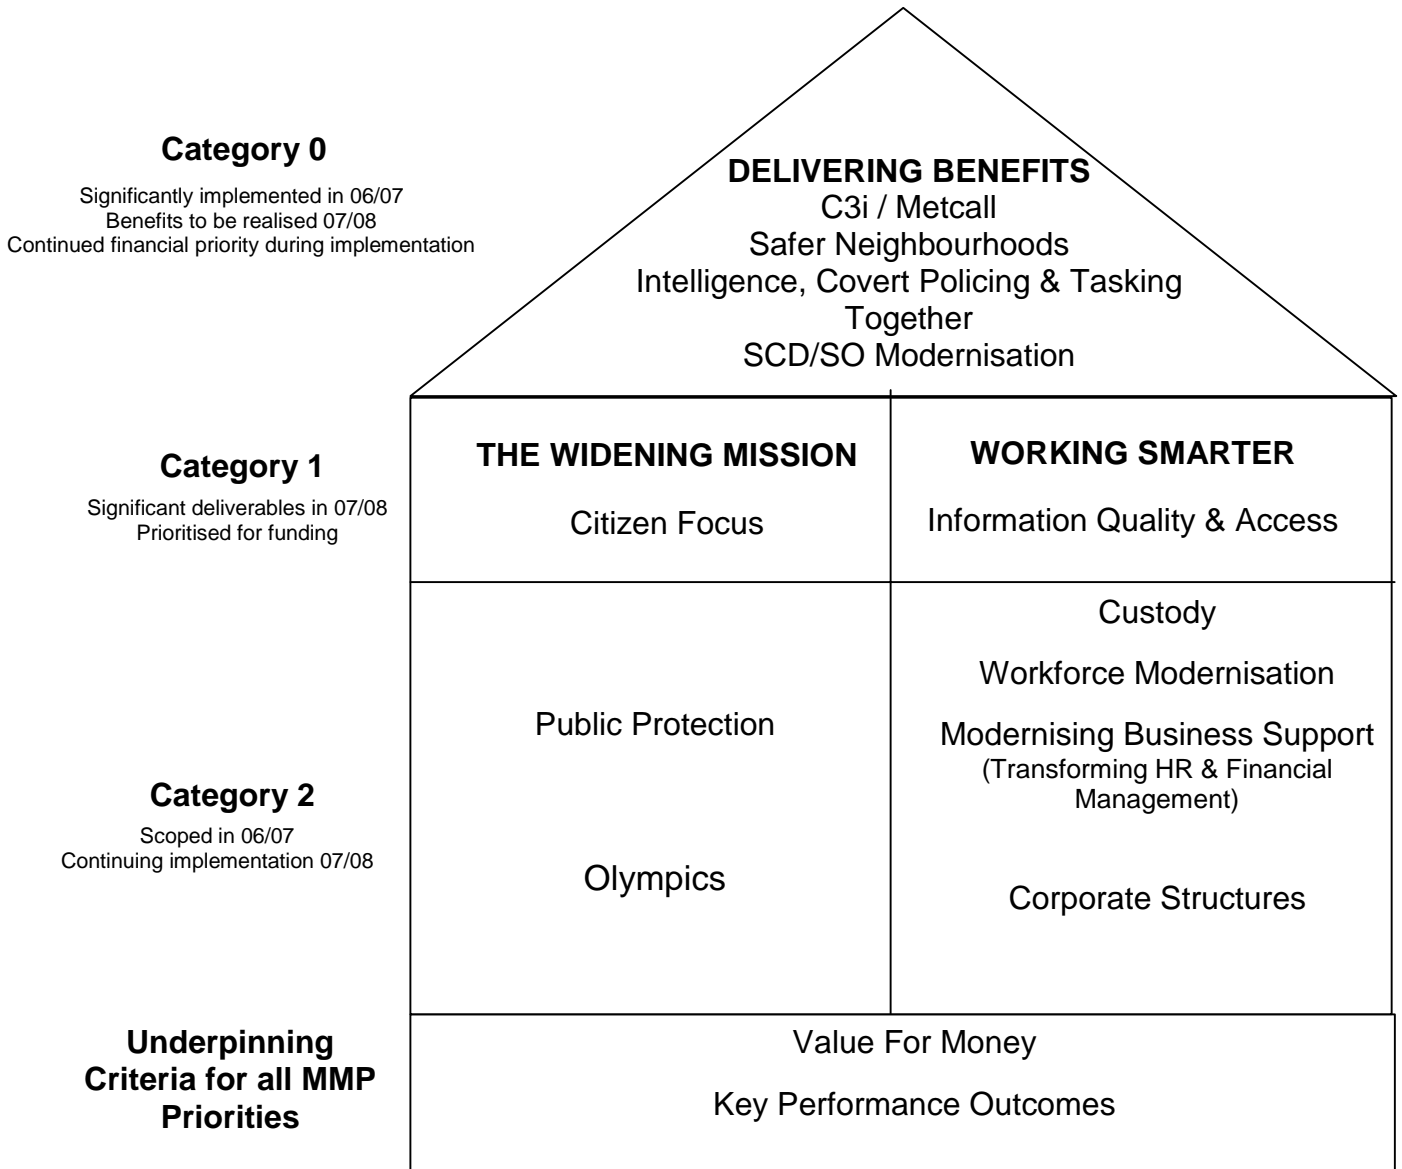 Category 0
Significantly implemented in 06/07
Benefits to be realised 07/08
Continued financial priority during implementation
DELIVERING BENEFITS
C3i / Metcall
Safer Neighbourhoods
Intelligence, Covert Policing & Tasking
Together
SCD/SO Modernisation
Category 1
Significant deliverables in 07/08
Prioritised for funding
THE WIDENING MISSION
Citizen Focus
WORKING SMARTER
Information Quality & Access
Category 2
Scoped in 06/07
Continuing implementation 07/08
Public Protection
Olympics
Custody
Workforce Modernisation
Modernising Business Support
(Transforming HR & Financial
Management)
Corporate Structures
Underpinning
Criteria for all MMP
Priorities
Value For Money
Key Performance Outcomes